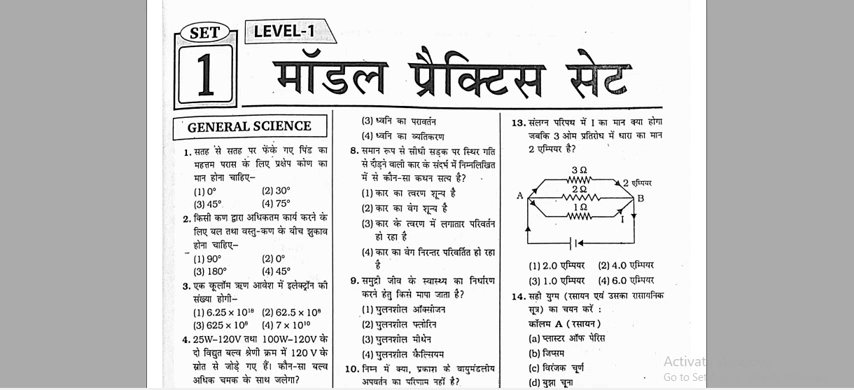 SET
1
LEVEL-1
मॉडल प्रैक्टिस सेट
GENERAL SCIENCE
1. सतह से सतह पर फेंके गए पिंड का
महत्तम परास के लिए प्रक्षेप कोण का
मान होना चाहिए–
(1) 0° (2) 30°
(3) 45° (4) 75°
2. किसी कण द्वारा अधिकतम कार्य करने के
लिए बल तथा वस्तु-कण के बीच झुकाव
होना चाहिए–
(1) 90° (2) 0°
(3) 180° (4) 45°
3. एक कूलॉम ऋण आवेश में इलेक्ट्रॉन की
संख्या होगी–
(1) 6.25 x 10¹⁸ (2) 62.5 x 10⁸
(3) 625 x 10⁸ (4) 7 x 10¹⁰
4. 25W–120V तथा 100W–120V के
दो विद्युत बल्ब श्रेणी क्रम में 120 V के
स्रोत से जोड़े गए हैं। कौन-सा बल्ब
अधिक चमक के साथ जलेगा?
(3) ध्वनि का परावर्तन
(4) ध्वनि का व्यतिकरण
8. समान रूप से सीधी सड़क पर स्थिर गति
से दौड़ने वाली कार के संदर्भ में निम्नलिखित
में से कौन-सा कथन सत्य है?
(1) कार का त्वरण शून्य है
(2) कार का वेग शून्य है
(3) कार के त्वरण में लगातार परिवर्तन
हो रहा है
(4) कार का वेग निरन्तर परिवर्तित हो रहा
है
9. समुद्री जीव के स्वास्थ्य का निर्धारण
करने हेतु किसे मापा जाता है?
(1) घुलनशील ऑक्सीजन
(2) घुलनशील फ्लोरिन
(3) घुलनशील मीथेन
(4) घुलनशील कैल्सियम
10. निम्न में क्या, प्रकाश के वायुमंडलीय
अपवर्तन का परिणाम नहीं है?
13. संलग्न परिपथ में I का मान क्या होगा
जबकि 3 ओम प्रतिरोध में धारा का मान
2 एम्पियर है?
3 Ω
2 एम्पियर
2 Ω
A
B
1 Ω
I
(1) 2.0 एम्पियर (2) 4.0 एम्पियर
(3) 1.0 एम्पियर (4) 6.0 एम्पियर
14. सही युग्म (रसायन एवं उसका रासायनिक
सूत्र) का चयन करें :
कॉलम A (रसायन)
(a) प्लास्टर ऑफ पेरिस
(b) जिप्सम
(c) विरंजक चूर्ण
(d) बुझा चूना
Activat
Go to Set